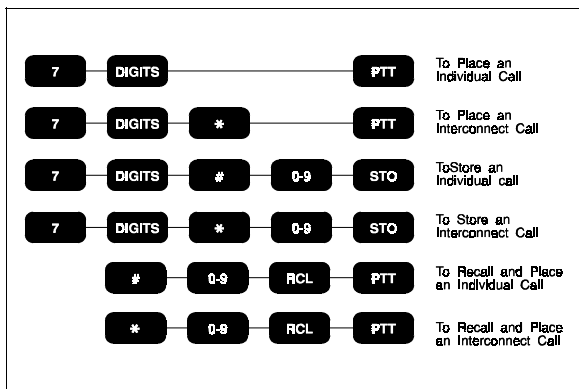 7 DIGITS PTT To Place an
Individual Call
7 DIGITS * PTT To Place an
Interconnect Call
7 DIGITS # 0-9 STO ToStore an
Individual call
7 DIGITS * 0-9 STO To Store an
Interconnect Call
# 0-9 RCL PTT To Recall and Place
an Individual Call
* 0-9 RCL PTT To Recall and Place
an Interconnect Call